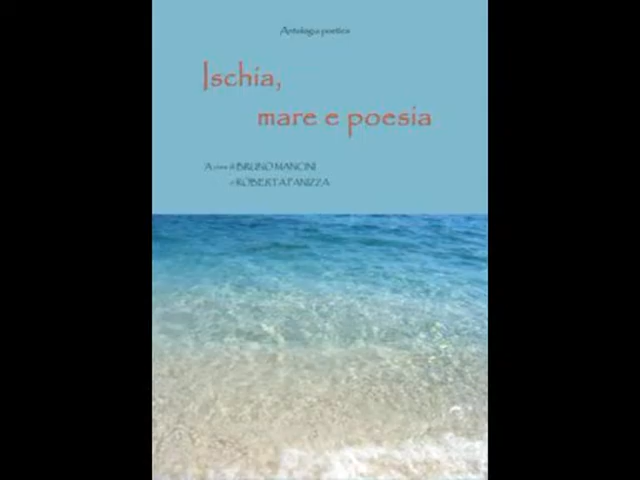 Antologia poetica
Ischia,
mare e poesia
A cura di BRUNO MANCINI
e ROBERTA PANIZZA